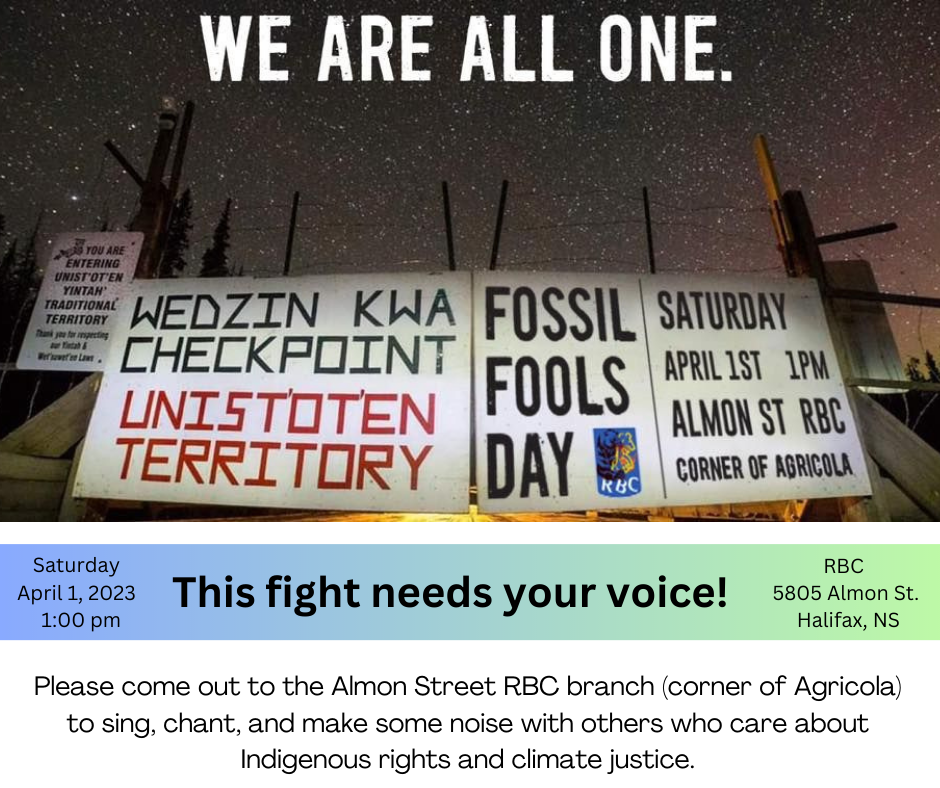 WE ARE ALL ONE.
YOU ARE
ENTERING
UNIST'OT'EN
YINTAH
TRADITIONAL
TERRITORY
Thank you for respecting
our Yintah &
Wet'suwet'en Laws.
WEDZIN KWA
CHECKPOINT
UNIST'OT'EN
TERRITORY
FOSSIL
FOOLS
DAY
RBC
SATURDAY
APRIL 1ST 1PM
ALMON ST RBC
CORNER OF AGRICOLA
Saturday
April 1, 2023
1:00 pm
This fight needs your voice!
RBC
5805 Almon St.
Halifax, NS
Please come out to the Almon Street RBC branch (corner of Agricola)
to sing, chant, and make some noise with others who care about
Indigenous rights and climate justice.